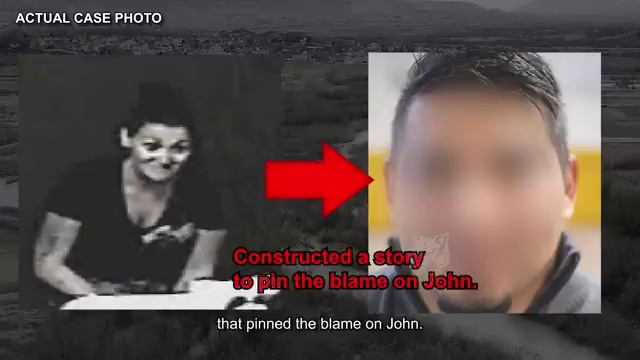 ACTUAL CASE PHOTO
Constructed a story
to pin the blame on John.
that pinned the blame on John.